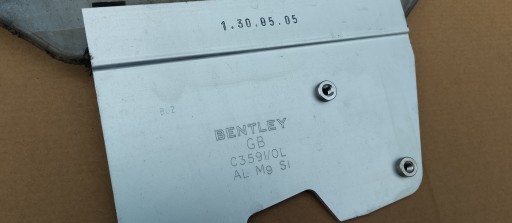 1.30.05.05
BENTLEY
GB
C3591/0L
AL Mg Si